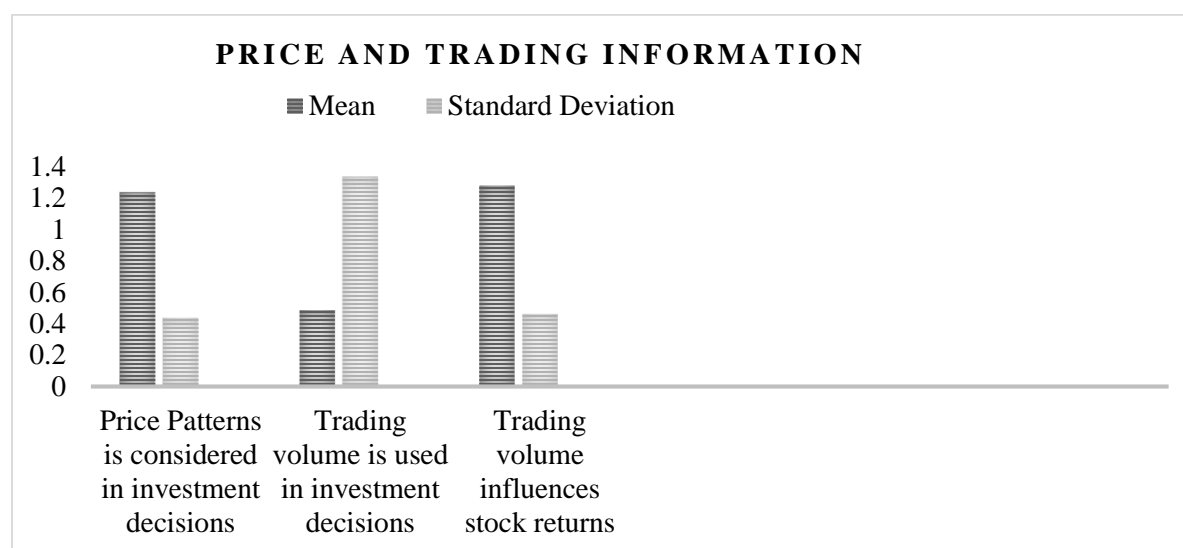 PRICE AND TRADING INFORMATION
Mean Standard Deviation
1.4
1.2
1
0.8
0.6
0.4
0.2
0
Price Patterns
is considered
in investment
decisions
Trading
volume is used
in investment
decisions
Trading
volume
influences
stock returns